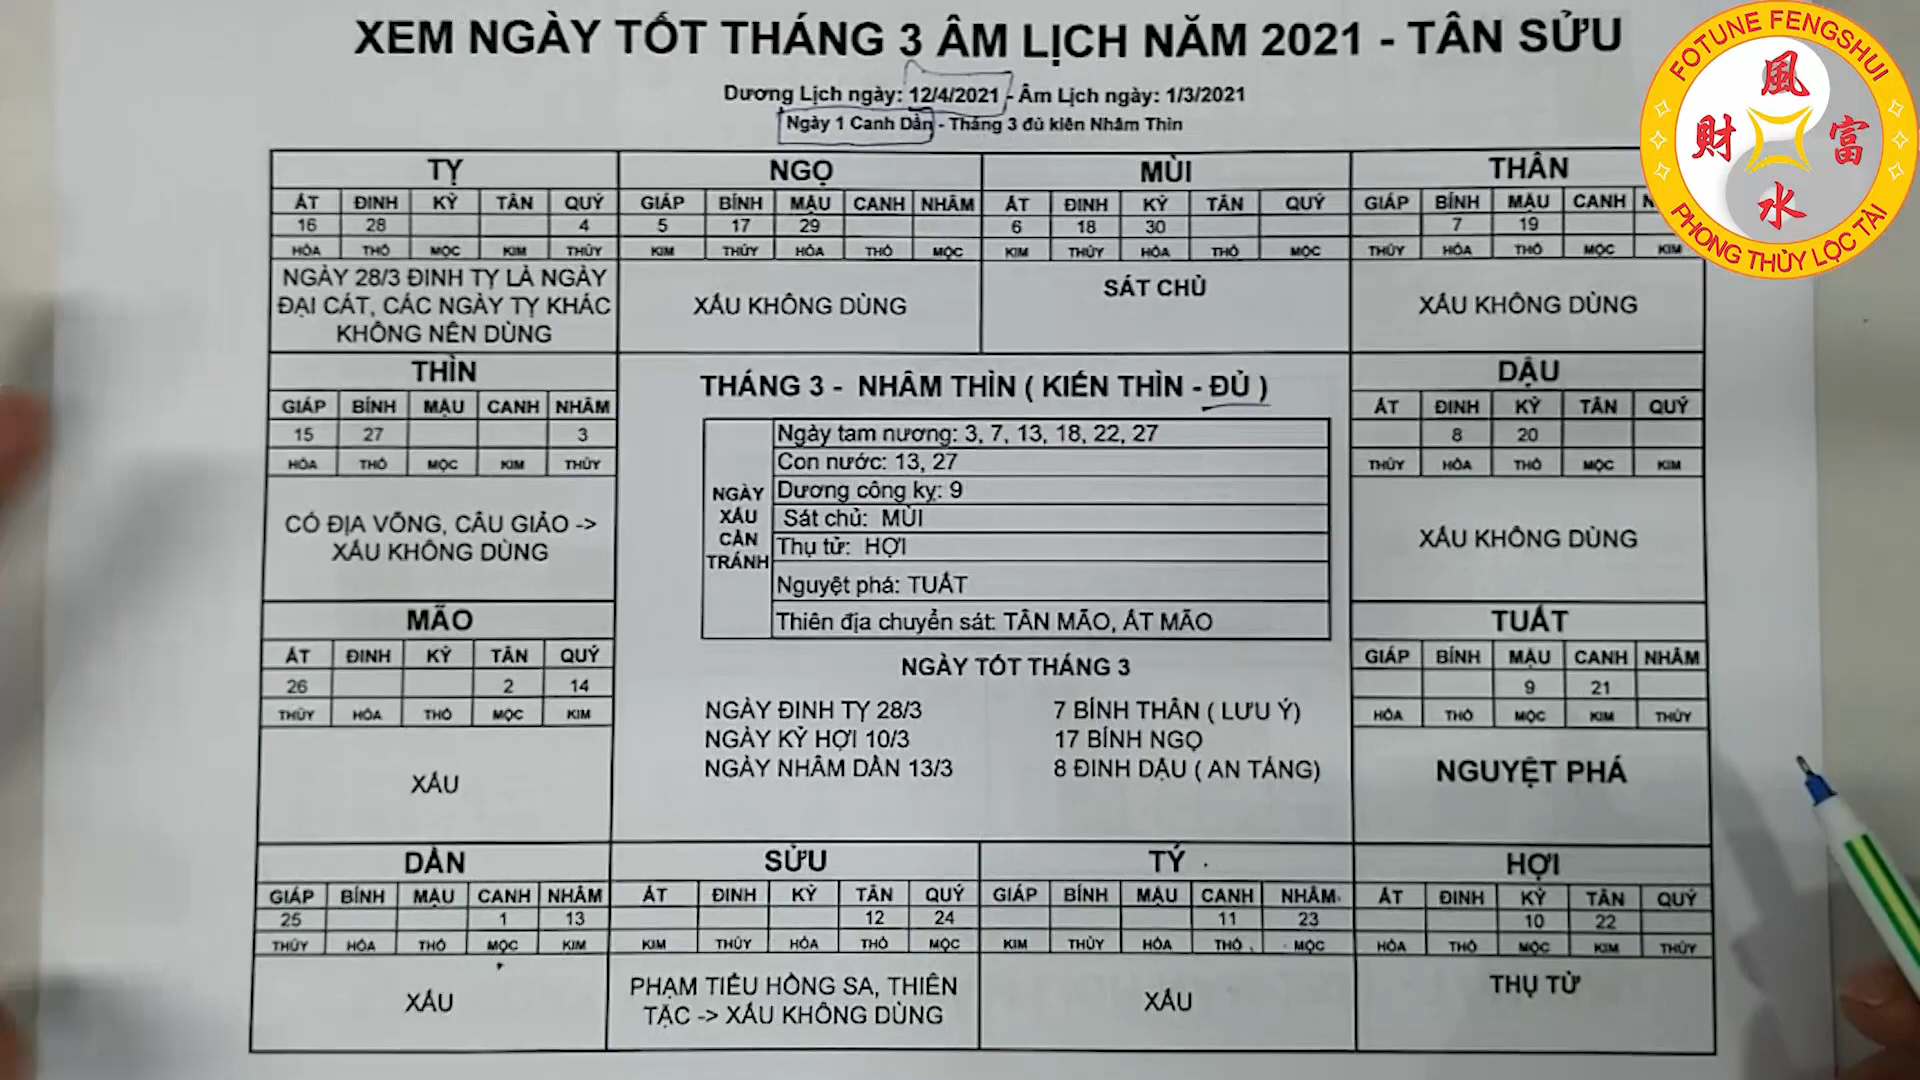 XEM NGÀY TỐT THÁNG 3 ÂM LỊCH NĂM 2021 - TÂN SỬU
Dương Lịch ngày: 12/4/2021 - Âm Lịch ngày: 1/3/2021
Ngày 1 Canh Dần - Tháng 3 đủ kiên Nhâm Thìn
FOTUNE FENGSHUI
風
財 富
水
PHONG THỦY LỘC TÀI
TỴ
ẤT ĐINH KỶ TÂN QUÝ
16 28 4
HỎA THỔ MỘC KIM THỦY
NGÀY 28/3 ĐINH TỴ LÀ NGÀY
ĐẠI CÁT, CÁC NGÀY TỴ KHÁC
KHÔNG NÊN DÙNG
NGỌ
GIÁP BÍNH MẬU CANH NHÂM
5 17 29
KIM THỦY HỎA THỔ MỘC
XẤU KHÔNG DÙNG
MÙI
ẤT ĐINH KỶ TÂN QUÝ
6 18 30
KIM THỦY HỎA THỔ MỘC
SÁT CHỦ
THÂN
GIÁP BÍNH MẬU CANH
7 19
THỦY HỎA THỔ MỘC KIM
XẤU KHÔNG DÙNG
THÌN
GIÁP BÍNH MẬU CANH NHÂM
15 27 3
HỎA THỔ MỘC KIM THỦY
CÓ ĐỊA VÕNG, CÂU GIẢO ->
XẤU KHÔNG DÙNG
THÁNG 3 - NHÂM THÌN ( KIẾN THÌN - ĐỦ )
NGÀY
XẤU
CẦN
TRÁNH
Ngày tam nương: 3, 7, 13, 18, 22, 27
Con nước: 13, 27
Dương công kỵ: 9
Sát chủ: MÙI
Thụ tử: HỢI
Nguyệt phá: TUẤT
Thiên địa chuyển sát: TÂN MÃO, ẤT MÃO
NGÀY TỐT THÁNG 3
NGÀY ĐINH TỴ 28/3 7 BÍNH THÂN ( LƯU Ý)
NGÀY KỶ HỢI 10/3 17 BÍNH NGỌ
NGÀY NHÂM DẦN 13/3 8 ĐINH DẬU ( AN TÁNG)
DẬU
ẤT ĐINH KỶ TÂN QUÝ
8 20
THỦY HỎA THỔ MỘC KIM
XẤU KHÔNG DÙNG
MÃO
ẤT ĐINH KỶ TÂN QUÝ
26 2 14
THỦY HỎA THỔ MỘC KIM
XẤU
TUẤT
GIÁP BÍNH MẬU CANH NHÂM
9 21
HỎA THỔ MỘC KIM THỦY
NGUYỆT PHÁ
DẦN
GIÁP BÍNH MẬU CANH NHÂM
25 1 13
THỦY HỎA THỔ MỘC KIM
XẤU
SỬU
ẤT ĐINH KỶ TÂN QUÝ
12 24
KIM THỦY HỎA THỔ MỘC
PHẠM TIỂU HỒNG SA, THIÊN
TẶC -> XẤU KHÔNG DÙNG
TÝ
GIÁP BÍNH MẬU CANH NHÂM
11 23
KIM THỦY HỎA THỔ MỘC
XẤU
HỢI
ẤT ĐINH KỶ TÂN QUÝ
10 22
HỎA THỔ MỘC KIM THỦY
THỤ TỬ